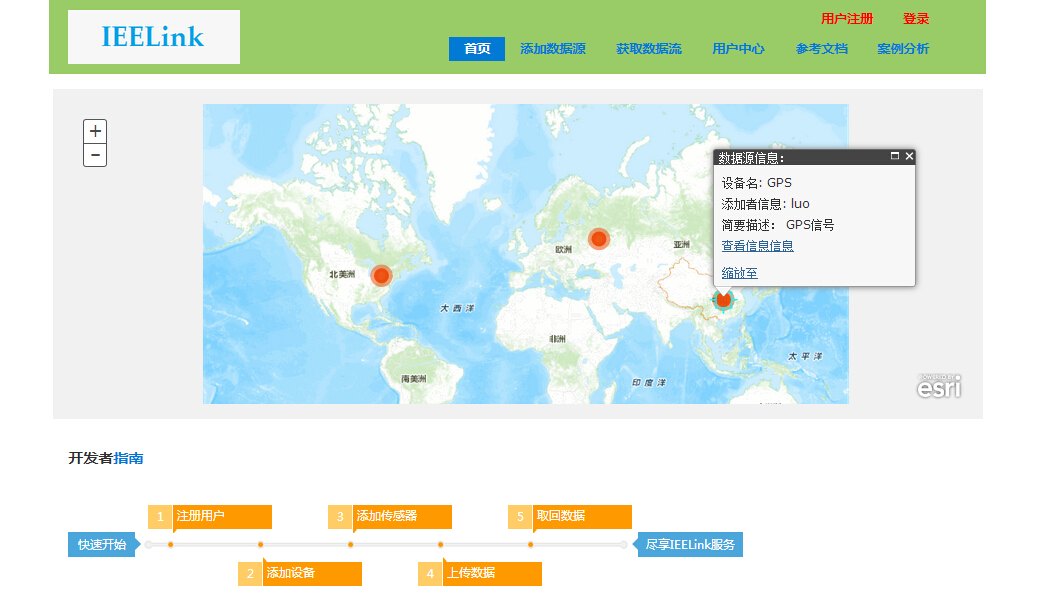 IEELink
用户注册 登录
首页 添加数据源 获取数据流 用户中心 参考文档 案例分析
+
−
数据源信息:
设备名: GPS
添加者信息: luo
简要描述: GPS信号
查看信息信息
缩放至
北美洲
欧洲
亚洲
大西洋
非洲
太平洋
南美洲
印度洋
POWERED BY
esri
开发者指南
1 注册用户
3 添加传感器
5 取回数据
快速开始
尽享IEELink服务
2 添加设备
4 上传数据